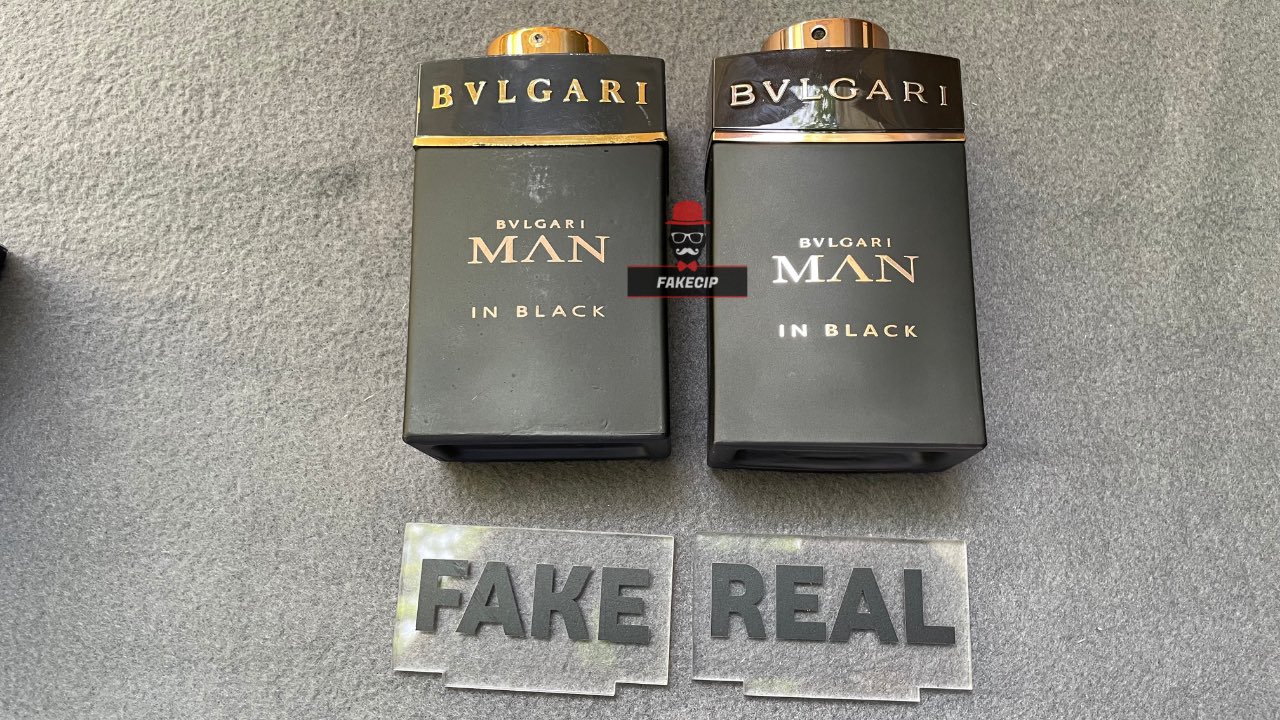 BVLGARI
BVLGARI
MAN
IN BLACK
BVLGARI
BVLGARI
MAN
IN BLACK
FAKECIP
FAKE
REAL